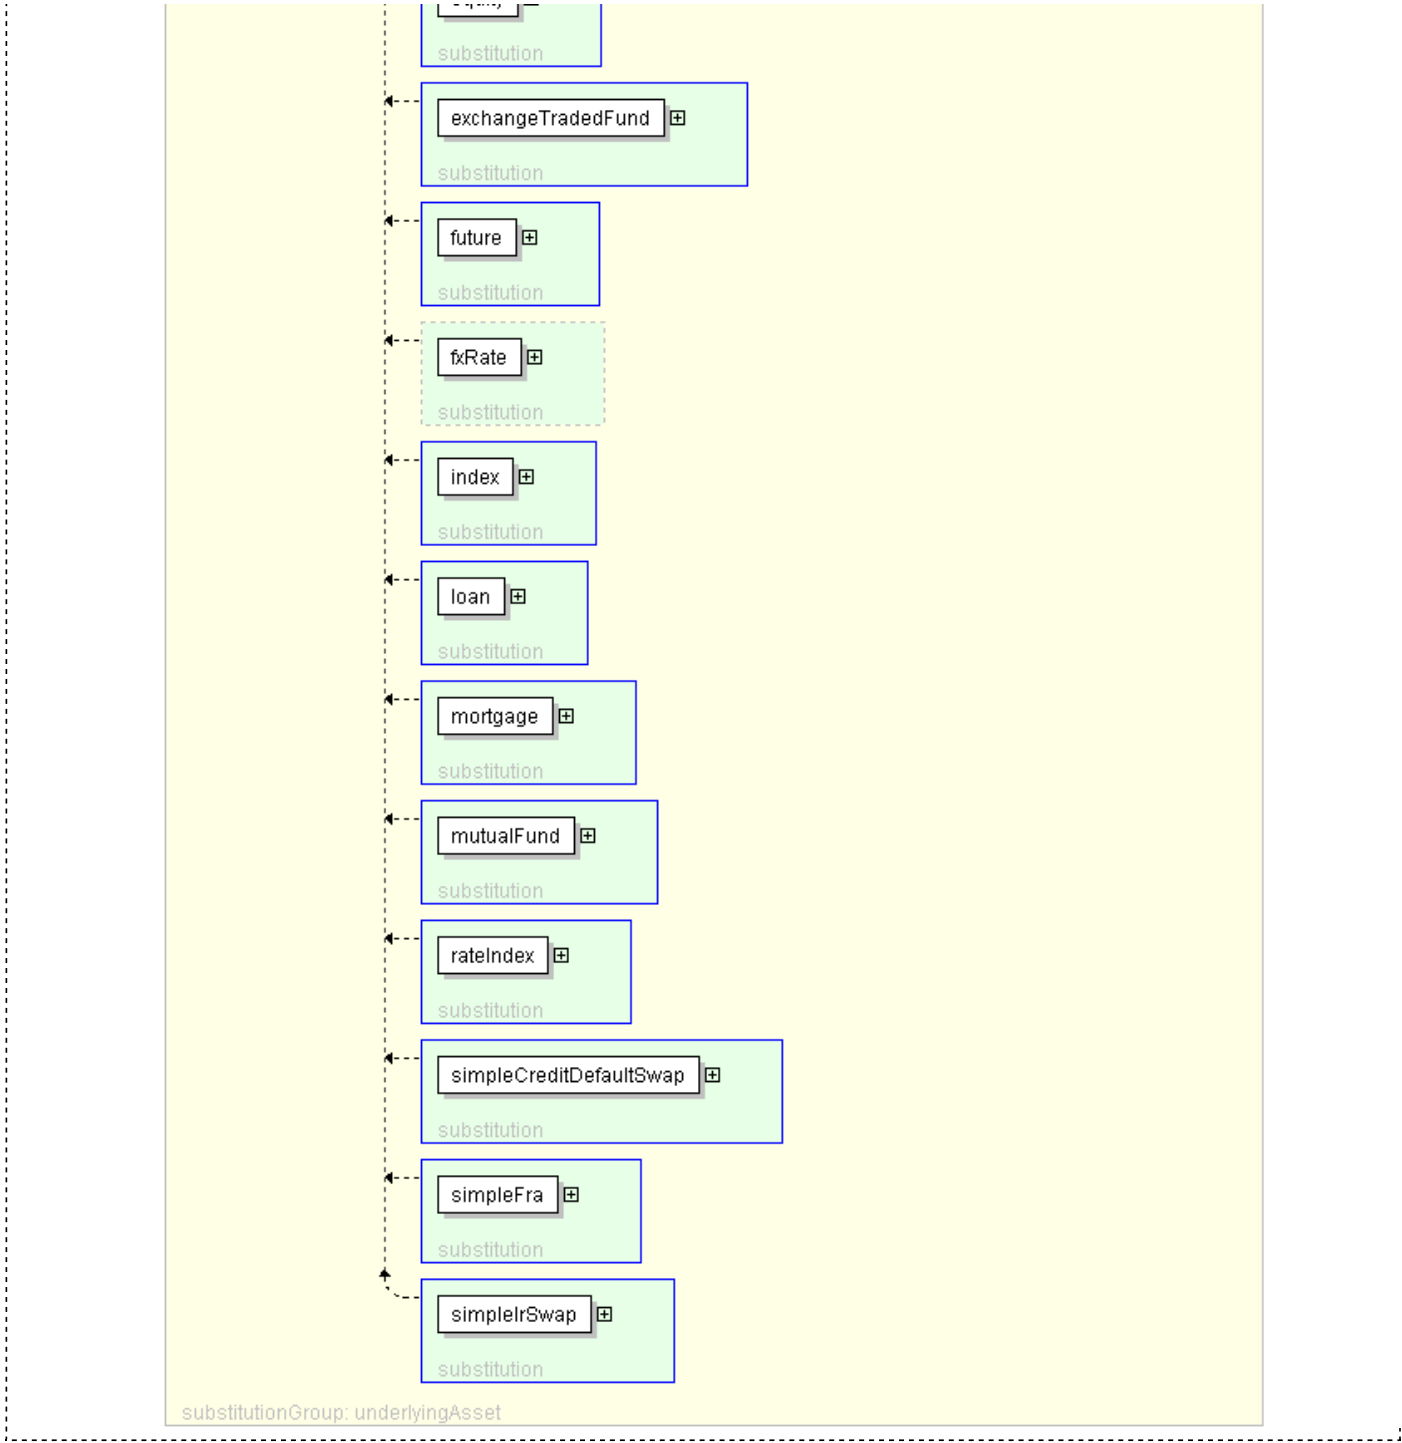 substitution
exchangeTradedFund
substitution
future
substitution
fxRate
substitution
index
substitution
loan
substitution
mortgage
substitution
mutualFund
substitution
rateIndex
substitution
simpleCreditDefaultSwap
substitution
simpleFra
substitution
simpleIrSwap
substitution
substitutionGroup: underlyingAsset